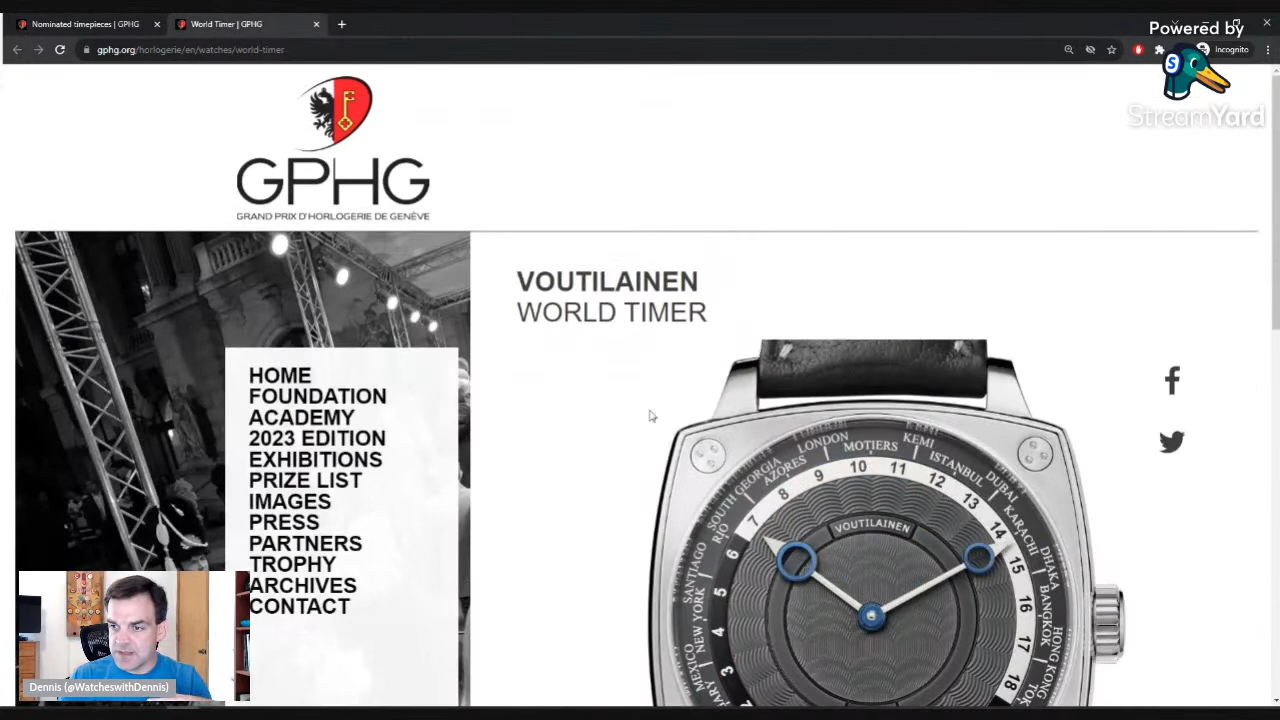 Nominated timepieces | GPHG
World Timer | GPHG
Powered by
gphg.org/horlogerie/en/watches/world-timer
Incognito
S
StreamYard
GPHG
GRAND PRIX D'HORLOGERIE DE GENÈVE
VOUTILAINEN
WORLD TIMER
HOME
FOUNDATION
ACADEMY
2023 EDITION
EXHIBITIONS
PRIZE LIST
IMAGES
PRESS
PARTNERS
TROPHY
ARCHIVES
CONTACT
MEXICO
NEW YORK
SANTIAGO
RIO
SOUTH GEORGIA
AZORES
LONDON
MOTIERS
KEMI
ISTANBUL
DUBAI
KARACHI
DHAKA
BANGKOK
HONG KONG
3 4 5 6 7 8 9 10 11 12 13 14 15 16 17 18
VOUTILAINEN
Dennis (@WatcheswithDennis)